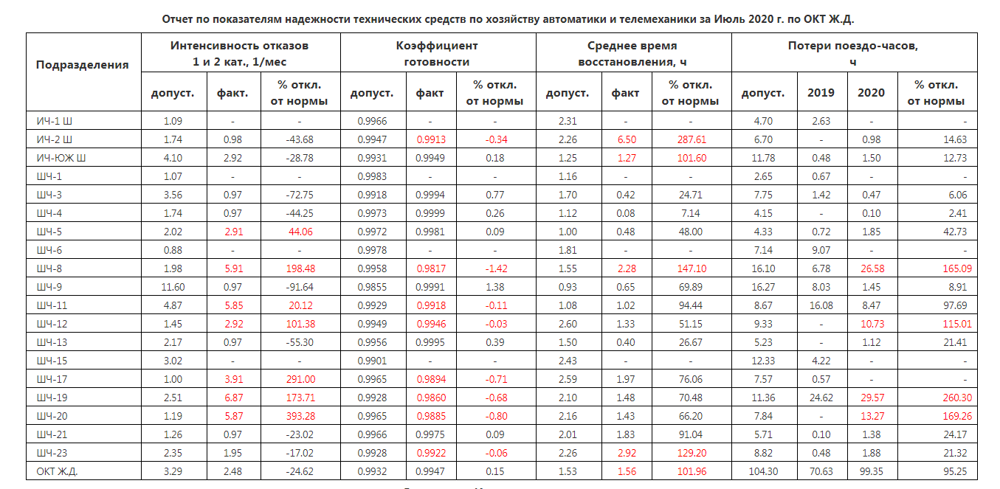 Отчет по показателям надежности технических средств по хозяйству автоматики и телемеханики за Июль 2020 г. по ОКТ Ж.Д.
Подразделения Интенсивность отказов 1 и 2 кат., 1/мес Коэффициент готовности Среднее время восстановления, ч Потери поездо-часов, ч
допуст. факт. % откл. от нормы допуст. факт % откл. от нормы допуст. факт % откл. от нормы допуст. 2019 2020 % откл. от нормы
ИЧ-1 Ш 1.09 - - 0.9966 - - 2.31 - - 4.70 2.63 - -
ИЧ-2 Ш 1.74 0.98 -43.68 0.9947 0.9913 -0.34 2.26 6.50 287.61 6.70 - 0.98 14.63
ИЧ-ЮЖ Ш 4.10 2.92 -28.78 0.9931 0.9949 0.18 1.25 1.27 101.60 11.78 0.48 1.50 12.73
ШЧ-1 1.07 - - 0.9983 - - 1.16 - - 2.65 0.67 - -
ШЧ-3 3.56 0.97 -72.75 0.9918 0.9994 0.77 1.70 0.42 24.71 7.75 1.42 0.47 6.06
ШЧ-4 1.74 0.97 -44.25 0.9973 0.9999 0.26 1.12 0.08 7.14 4.15 - 0.10 2.41
ШЧ-5 2.02 2.91 44.06 0.9972 0.9981 0.09 1.00 0.48 48.00 4.33 0.72 1.85 42.73
ШЧ-6 0.88 - - 0.9978 - - 1.81 - - 7.14 9.07 - -
ШЧ-8 1.98 5.91 198.48 0.9958 0.9817 -1.42 1.55 2.28 147.10 16.10 6.78 26.58 165.09
ШЧ-9 11.60 0.97 -91.64 0.9855 0.9991 1.38 0.93 0.65 69.89 16.27 8.03 1.45 8.91
ШЧ-11 4.87 5.85 20.12 0.9929 0.9918 -0.11 1.08 1.02 94.44 8.67 16.08 8.47 97.69
ШЧ-12 1.45 2.92 101.38 0.9949 0.9946 -0.03 2.60 1.33 51.15 9.33 - 10.73 115.01
ШЧ-13 2.17 0.97 -55.30 0.9956 0.9995 0.39 1.50 0.40 26.67 5.23 - 1.12 21.41
ШЧ-15 3.02 - - 0.9901 - - 2.43 - - 12.33 4.22 - -
ШЧ-17 1.00 3.91 291.00 0.9965 0.9894 -0.71 2.59 1.97 76.06 7.57 0.57 - -
ШЧ-19 2.51 6.87 173.71 0.9928 0.9860 -0.68 2.10 1.48 70.48 11.36 24.62 29.57 260.30
ШЧ-20 1.19 5.87 393.28 0.9965 0.9885 -0.80 2.16 1.43 66.20 7.84 - 13.27 169.26
ШЧ-21 1.26 0.97 -23.02 0.9966 0.9975 0.09 2.01 1.83 91.04 5.71 0.10 1.38 24.17
ШЧ-23 2.35 1.95 -17.02 0.9928 0.9922 -0.06 2.26 2.92 129.20 8.82 0.48 1.88 21.32
ОКТ Ж.Д. 3.29 2.48 -24.62 0.9932 0.9947 0.15 1.53 1.56 101.96 104.30 70.63 99.35 95.25